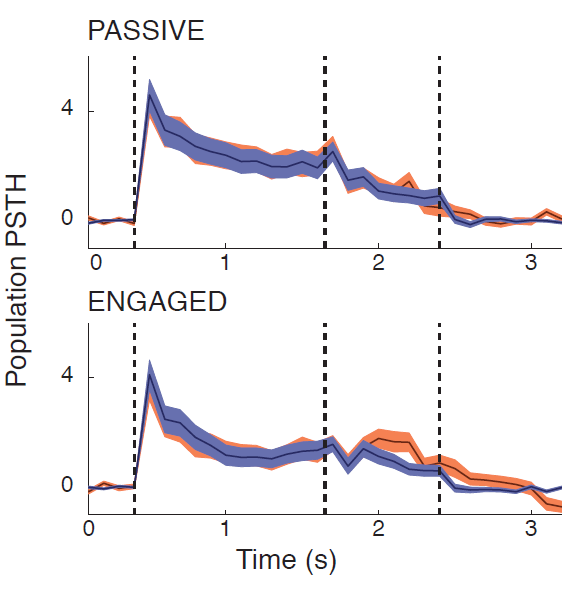 PASSIVE
4
0
0 1 2 3
ENGAGED
4
0
0 1 2 3
Time (s)
Population PSTH